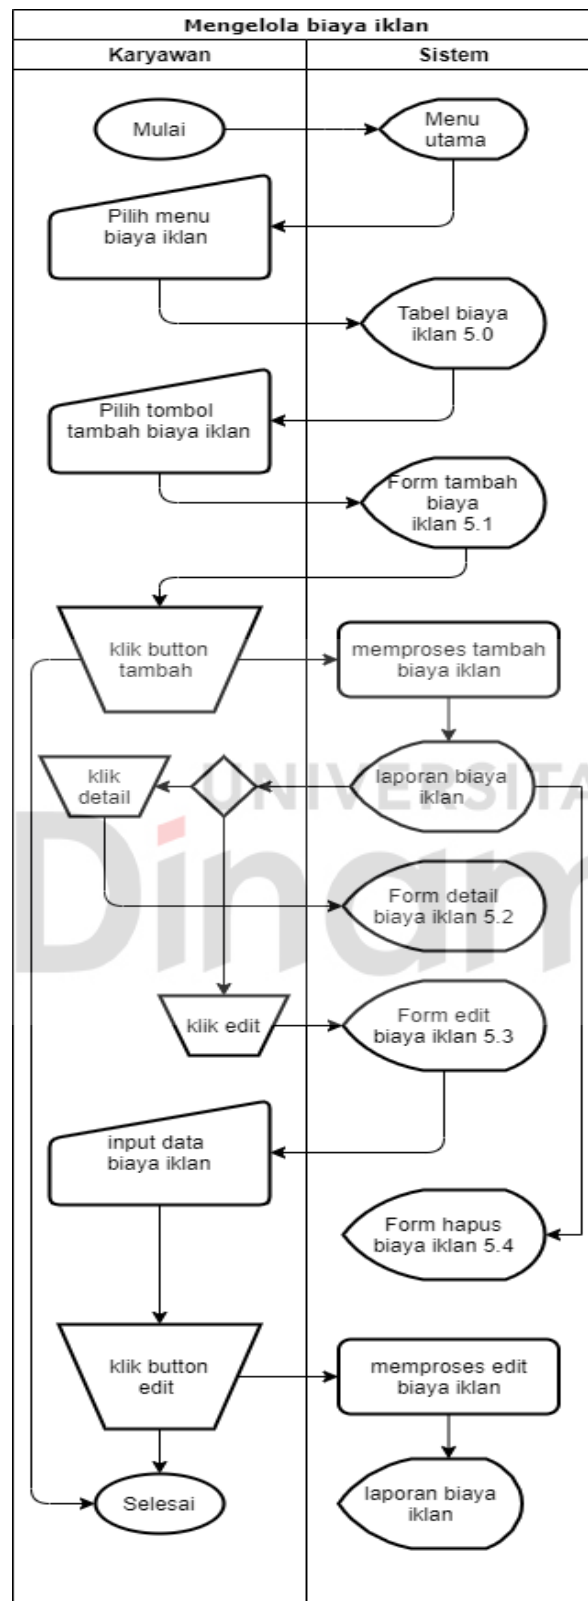 Mengelola biaya iklan
Karyawan
Sistem
Mulai
Menu
utama
Pilih menu
biaya iklan
Tabel biaya
iklan 5.0
Pilih tombol
tambah biaya iklan
Form tambah
biaya
iklan 5.1
klik button
tambah
memproses tambah
biaya iklan
klik
detail
laporan biaya
iklan
UNIVERSITA
Dinam
Form detail
biaya iklan 5.2
klik edit
Form edit
biaya iklan 5.3
input data
biaya iklan
Form hapus
biaya iklan 5.4
klik button
edit
memproses edit
biaya iklan
Selesai
laporan biaya
iklan